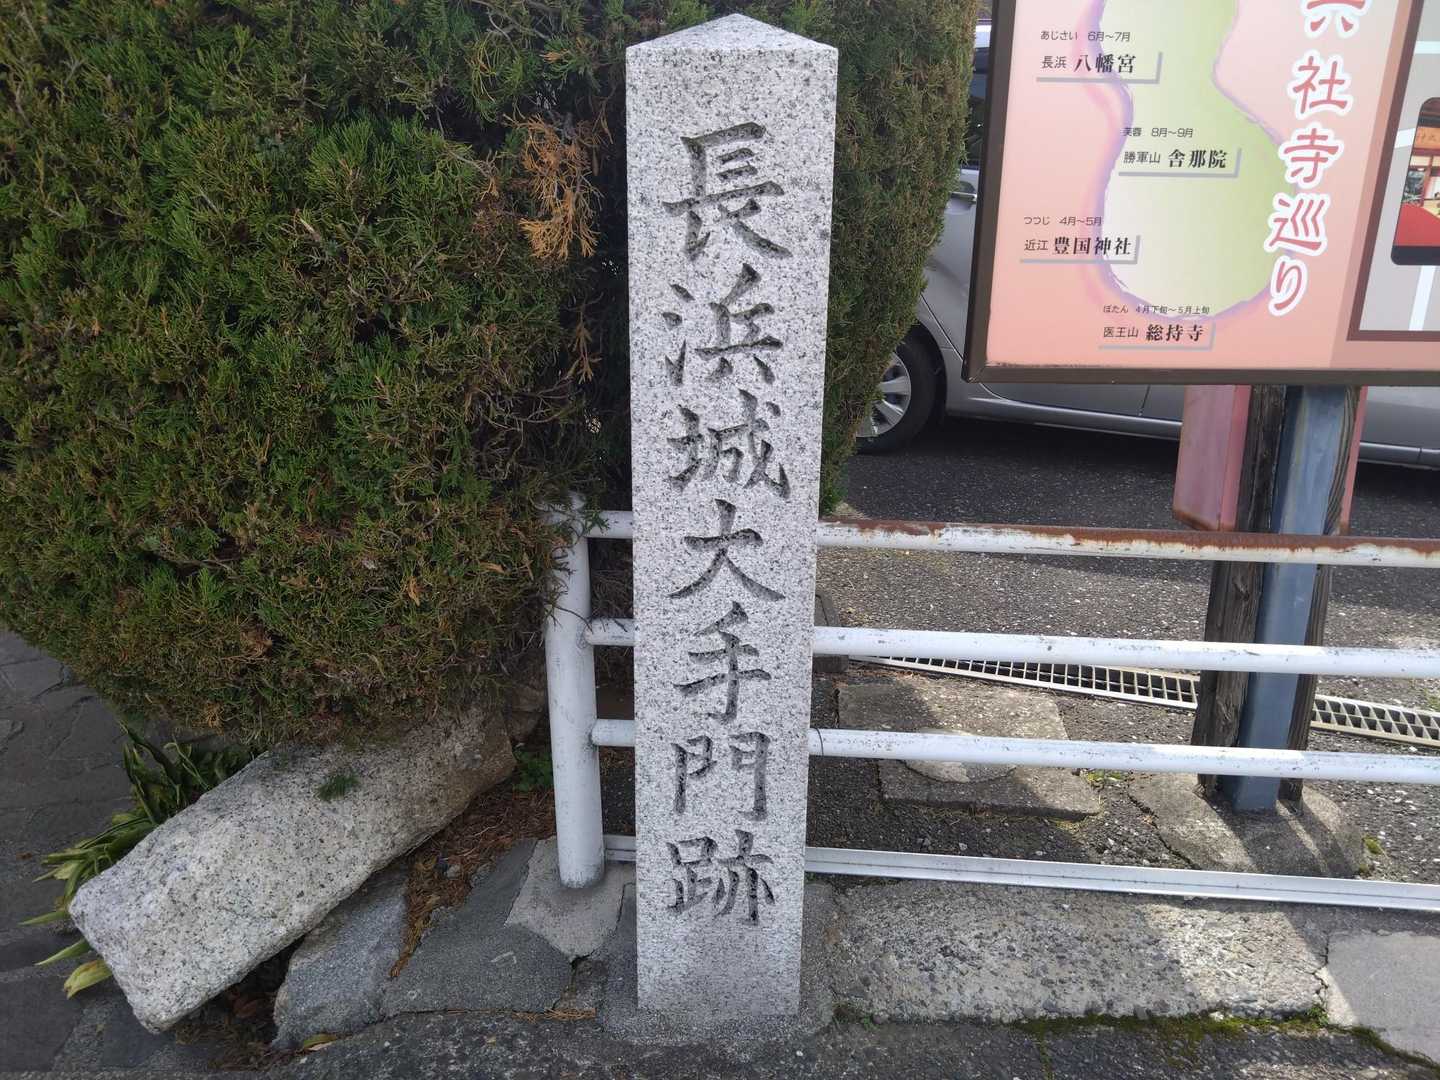 長浜城大手門跡
社寺巡り
あじさい 6月〜7月
長浜 八幡宮
芙蓉 8月〜9月
勝軍山 舎那院
つつじ 4月〜5月
近江 豊国神社
ぼたん 4月下旬〜5月上旬
医王山 総持寺